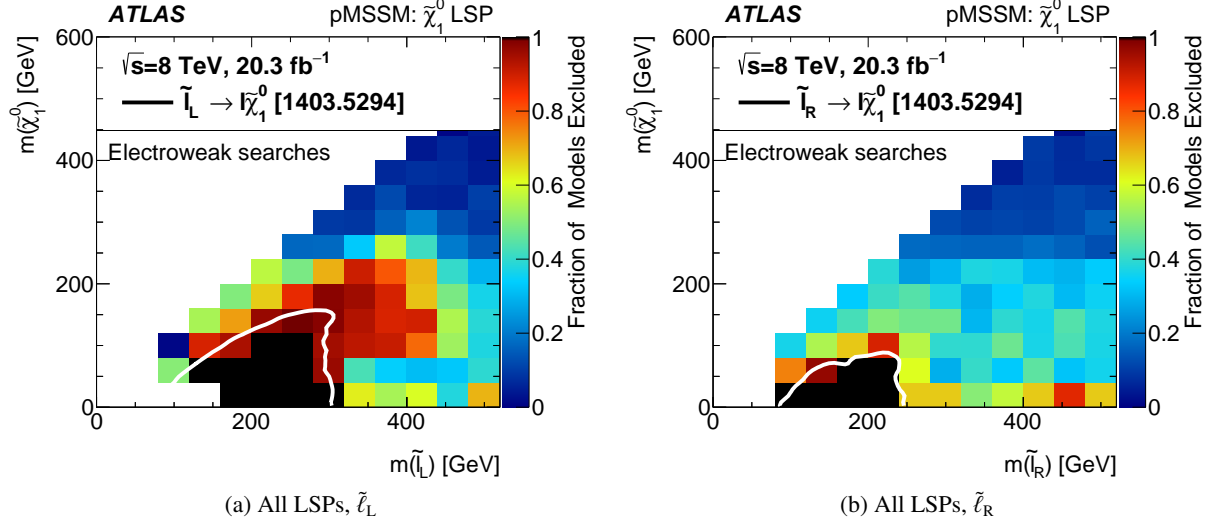 ATLAS pMSSM: χ̃₁⁰ LSP
√s=8 TeV, 20.3 fb⁻¹
l̃_L → lχ̃₁⁰ [1403.5294]
Electroweak searches
m(χ̃₁⁰) [GeV]
600
400
200
0
0 200 400
m(l̃_L) [GeV]
Fraction of Models Excluded
1
0.8
0.6
0.4
0.2
0
(a) All LSPs, ℓ̃_L
ATLAS pMSSM: χ̃₁⁰ LSP
√s=8 TeV, 20.3 fb⁻¹
l̃_R → lχ̃₁⁰ [1403.5294]
Electroweak searches
m(χ̃₁⁰) [GeV]
600
400
200
0
0 200 400
m(l̃_R) [GeV]
Fraction of Models Excluded
1
0.8
0.6
0.4
0.2
0
(b) All LSPs, ℓ̃_R